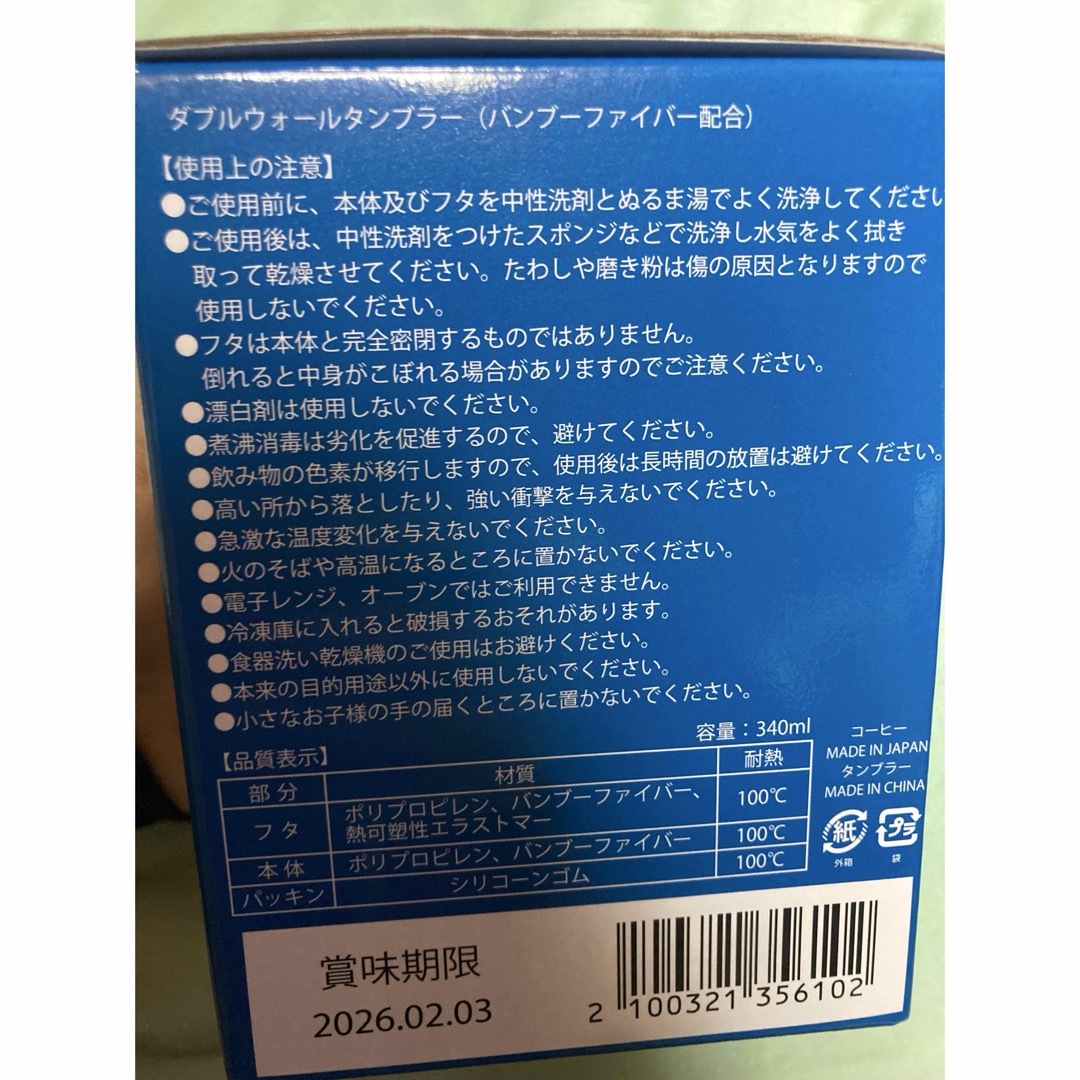 ダブルウォールタンブラー（バンブーファイバー配合）
【使用上の注意】
●ご使用前に、本体及びフタを中性洗剤とぬるま湯でよく洗浄してください
●ご使用後は、中性洗剤をつけたスポンジなどで洗浄し水気をよく拭き
取って乾燥させてください。たわしや磨き粉は傷の原因となりますので
使用しないでください。
●フタは本体と完全密閉するものではありません。
倒れると中身がこぼれる場合がありますのでご注意ください。
●漂白剤は使用しないでください。
●煮沸消毒は劣化を促進するので、避けてください。
●飲み物の色素が移行しますので、使用後は長時間の放置は避けてください。
●高い所から落としたり、強い衝撃を与えないでください。
●急激な温度変化を与えないでください。
●火のそばや高温になるところに置かないでください。
●電子レンジ、オーブンではご利用できません。
●冷凍庫に入れると破損するおそれがあります。
●食器洗い乾燥機のご使用はお避けください。
●本来の目的用途以外に使用しないでください。
●小さなお子様の手の届くところに置かないでください。
容量：340ml
【品質表示】
部分 材質 耐熱
フタ ポリプロピレン、バンブーファイバー、
熱可塑性エラストマー 100℃
本体 ポリプロピレン、バンブーファイバー 100℃
パッキン シリコーンゴム 100℃
コーヒー
MADE IN JAPAN
タンブラー
MADE IN CHINA
紙 プラ
外箱 袋
賞味期限
2026.02.03
2 100321 356102